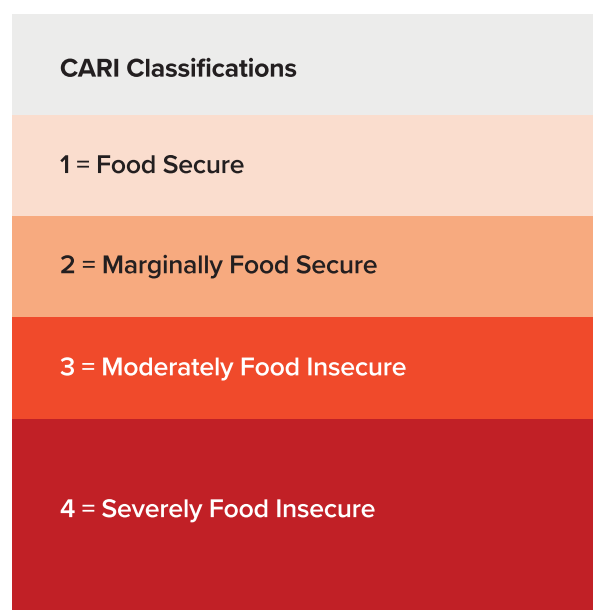 CARI Classifications
1 = Food Secure
2 = Marginally Food Secure
3 = Moderately Food Insecure
4 = Severely Food Insecure